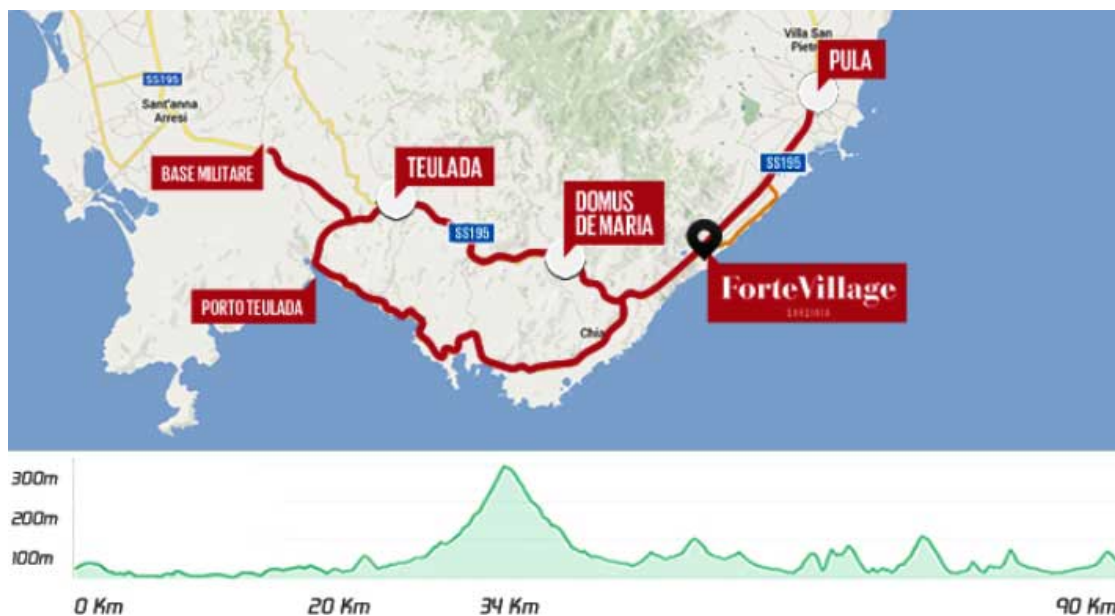 Villa San
Pietro
PULA
SS195
Sant'anna
Arresi
BASE MILITARE
TEULADA
SS195
DOMUS
DE MARIA
SS195
ForteVillage
SARDINIA
PORTO TEULADA
Chia
300m
200m
100m
0 Km
20 Km
34 Km
90 Km